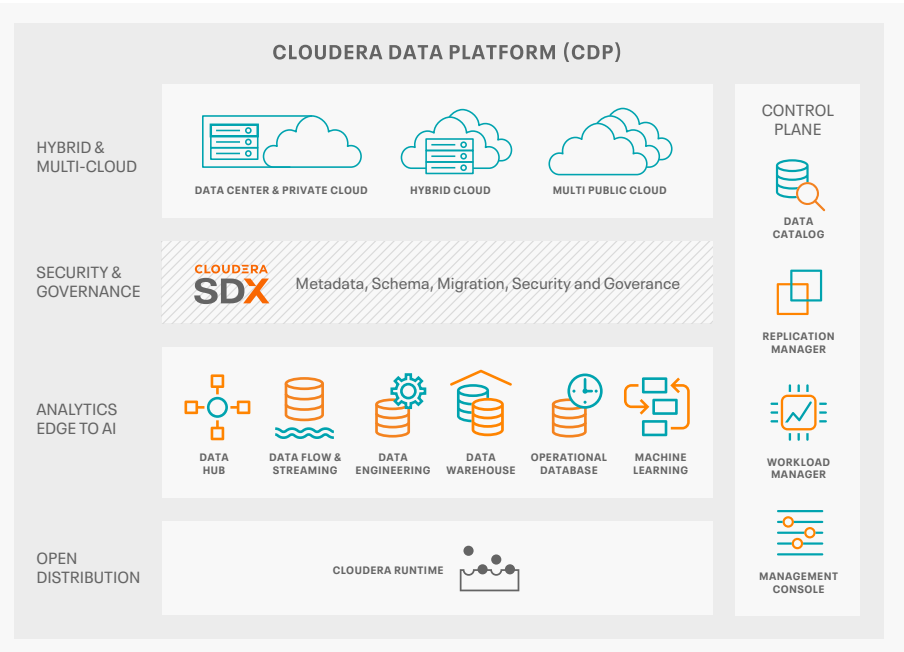 CLOUDERA DATA PLATFORM (CDP)
HYBRID &
MULTI-CLOUD
DATA CENTER & PRIVATE CLOUD
HYBRID CLOUD
MULTI PUBLIC CLOUD
SECURITY &
GOVERNANCE
CLOUDERA
SDX
Metadata, Schema, Migration, Security and Goverance
ANALYTICS
EDGE TO AI
DATA
HUB
DATA FLOW &
STREAMING
DATA
ENGINEERING
DATA
WAREHOUSE
OPERATIONAL
DATABASE
MACHINE
LEARNING
OPEN
DISTRIBUTION
CLOUDERA RUNTIME
CONTROL
PLANE
DATA
CATALOG
REPLICATION
MANAGER
WORKLOAD
MANAGER
MANAGEMENT
CONSOLE